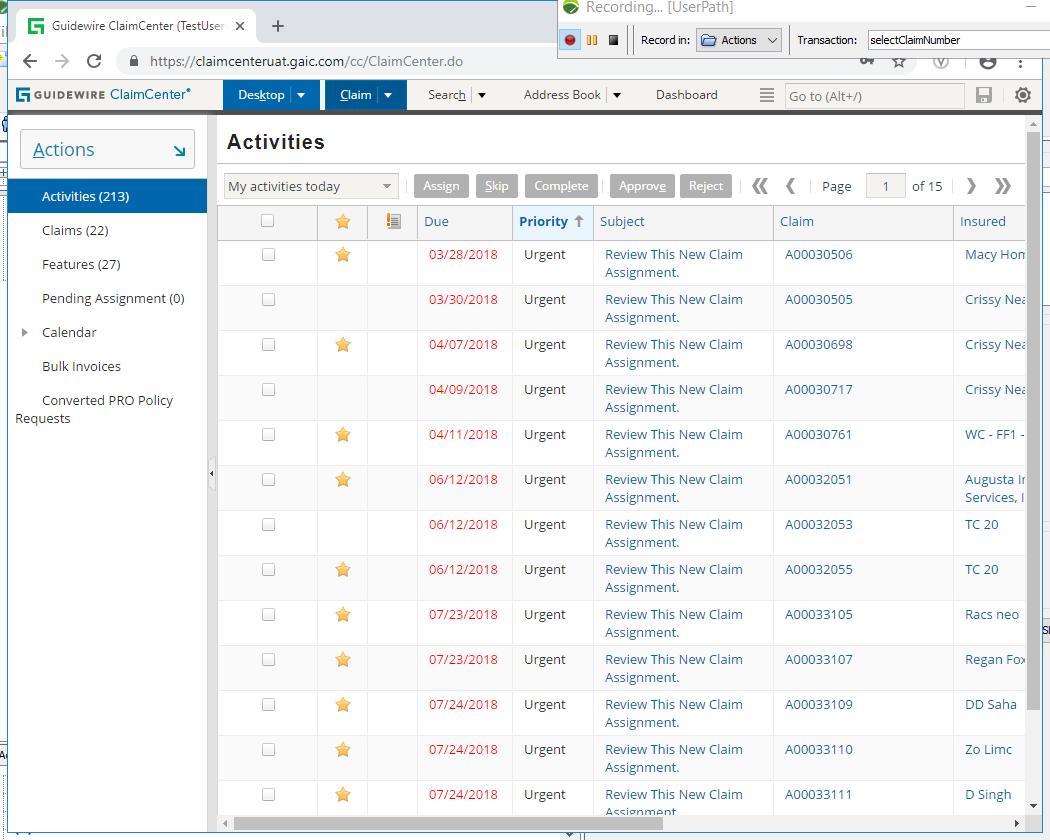 Guidewire ClaimCenter (TestUser
Recording... [UserPath]
Record in:
Actions
Transaction:
selectClaimNumber
https://claimcenteruat.gaic.com/cc/ClaimCenter.do
GUIDEWIRE ClaimCenter
Desktop
Claim
Search
Address Book
Dashboard
Go to (Alt+/)
Actions
Activities (213)
Claims (22)
Features (27)
Pending Assignment (0)
Calendar
Bulk Invoices
Converted PRO Policy
Requests
Activities
My activities today
Assign
Skip
Complete
Approve
Reject
Page 1 of 15
Due Priority Subject Claim Insured
03/28/2018 Urgent Review This New Claim A00030506 Macy Hom
Assignment.
03/30/2018 Urgent Review This New Claim A00030505 Crissy Nea
Assignment.
04/07/2018 Urgent Review This New Claim A00030698 Crissy Nea
Assignment.
04/09/2018 Urgent Review This New Claim A00030717 Crissy Nea
Assignment.
04/11/2018 Urgent Review This New Claim A00030761 WC - FF1 -
Assignment.
06/12/2018 Urgent Review This New Claim A00032051 Augusta
Assignment. Services,
06/12/2018 Urgent Review This New Claim A00032053 TC 20
Assignment.
06/12/2018 Urgent Review This New Claim A00032055 TC 20
Assignment.
07/23/2018 Urgent Review This New Claim A00033105 Racs neo
Assignment.
07/23/2018 Urgent Review This New Claim A00033107 Regan Fox
Assignment.
07/24/2018 Urgent Review This New Claim A00033109 DD Saha
Assignment.
07/24/2018 Urgent Review This New Claim A00033110 Zo Limc
Assignment.
07/24/2018 Urgent Review This New Claim A00033111 D Singh
Assignment